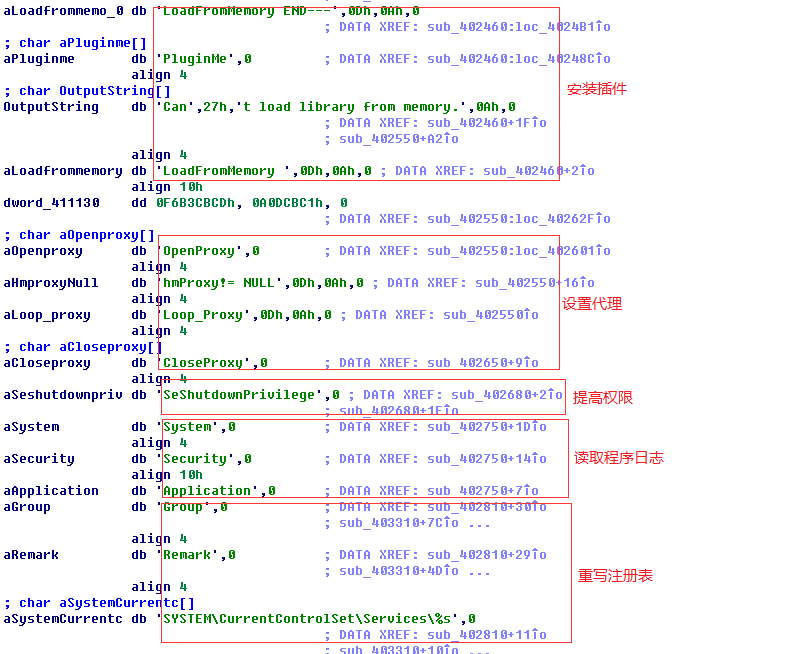 aLoadfrommemo_0 db 'LoadFromMemory END---',0Dh,0Ah,0
; DATA XREF: sub_402460:loc_4024B1↑o
; char aPluginme[]
aPluginme db 'PluginMe',0 ; DATA XREF: sub_402460:loc_40248C↑o
align 4
; char OutputString[]
安装插件
OutputString db 'Can',27h,'t load library from memory.',0Ah,0
; DATA XREF: sub_402460+1F↑o
; sub_402550+A2↑o
align 4
aLoadfrommemory db 'LoadFromMemory ',0Dh,0Ah,0 ; DATA XREF: sub_402460+2↑o
align 10h
dword_411130 dd 0F6B3CBCDh, 0A0DCBC1h, 0
; DATA XREF: sub_402550:loc_40262F↑o
; char aOpenproxy[]
aOpenproxy db 'OpenProxy',0 ; DATA XREF: sub_402550:loc_402601↑o
align 4
aHmproxyNull db 'hmProxy!= NULL',0Dh,0Ah,0 ; DATA XREF: sub_402550+16↑o
align 4
设置代理
aLoop_proxy db 'Loop_Proxy',0Dh,0Ah,0 ; DATA XREF: sub_402550↑o
align 4
; char aCloseproxy[]
aCloseproxy db 'CloseProxy',0 ; DATA XREF: sub_402650+9↑o
align 4
aSeshutdownpriv db 'SeShutdownPrivilege',0 ; DATA XREF: sub_402680+2↑o
提高权限
; sub_402680+1E↑o
aSystem db 'System',0 ; DATA XREF: sub_402750+1D↑o
align 4
aSecurity db 'Security',0 ; DATA XREF: sub_402750+14↑o
读取程序日志
align 10h
aApplication db 'Application',0 ; DATA XREF: sub_402750+7↑o
aGroup db 'Group',0 ; DATA XREF: sub_402810+30↑o
; sub_403310+7C↑o ...
align 4
aRemark db 'Remark',0 ; DATA XREF: sub_402810+29↑o
; sub_403310+4D↑o ...
重写注册表
align 4
; char aSystemCurrentc[]
aSystemCurrentc db 'SYSTEM\CurrentControlSet\Services\%s',0
; DATA XREF: sub_402810+11↑o
; sub_403310+10↑o ...